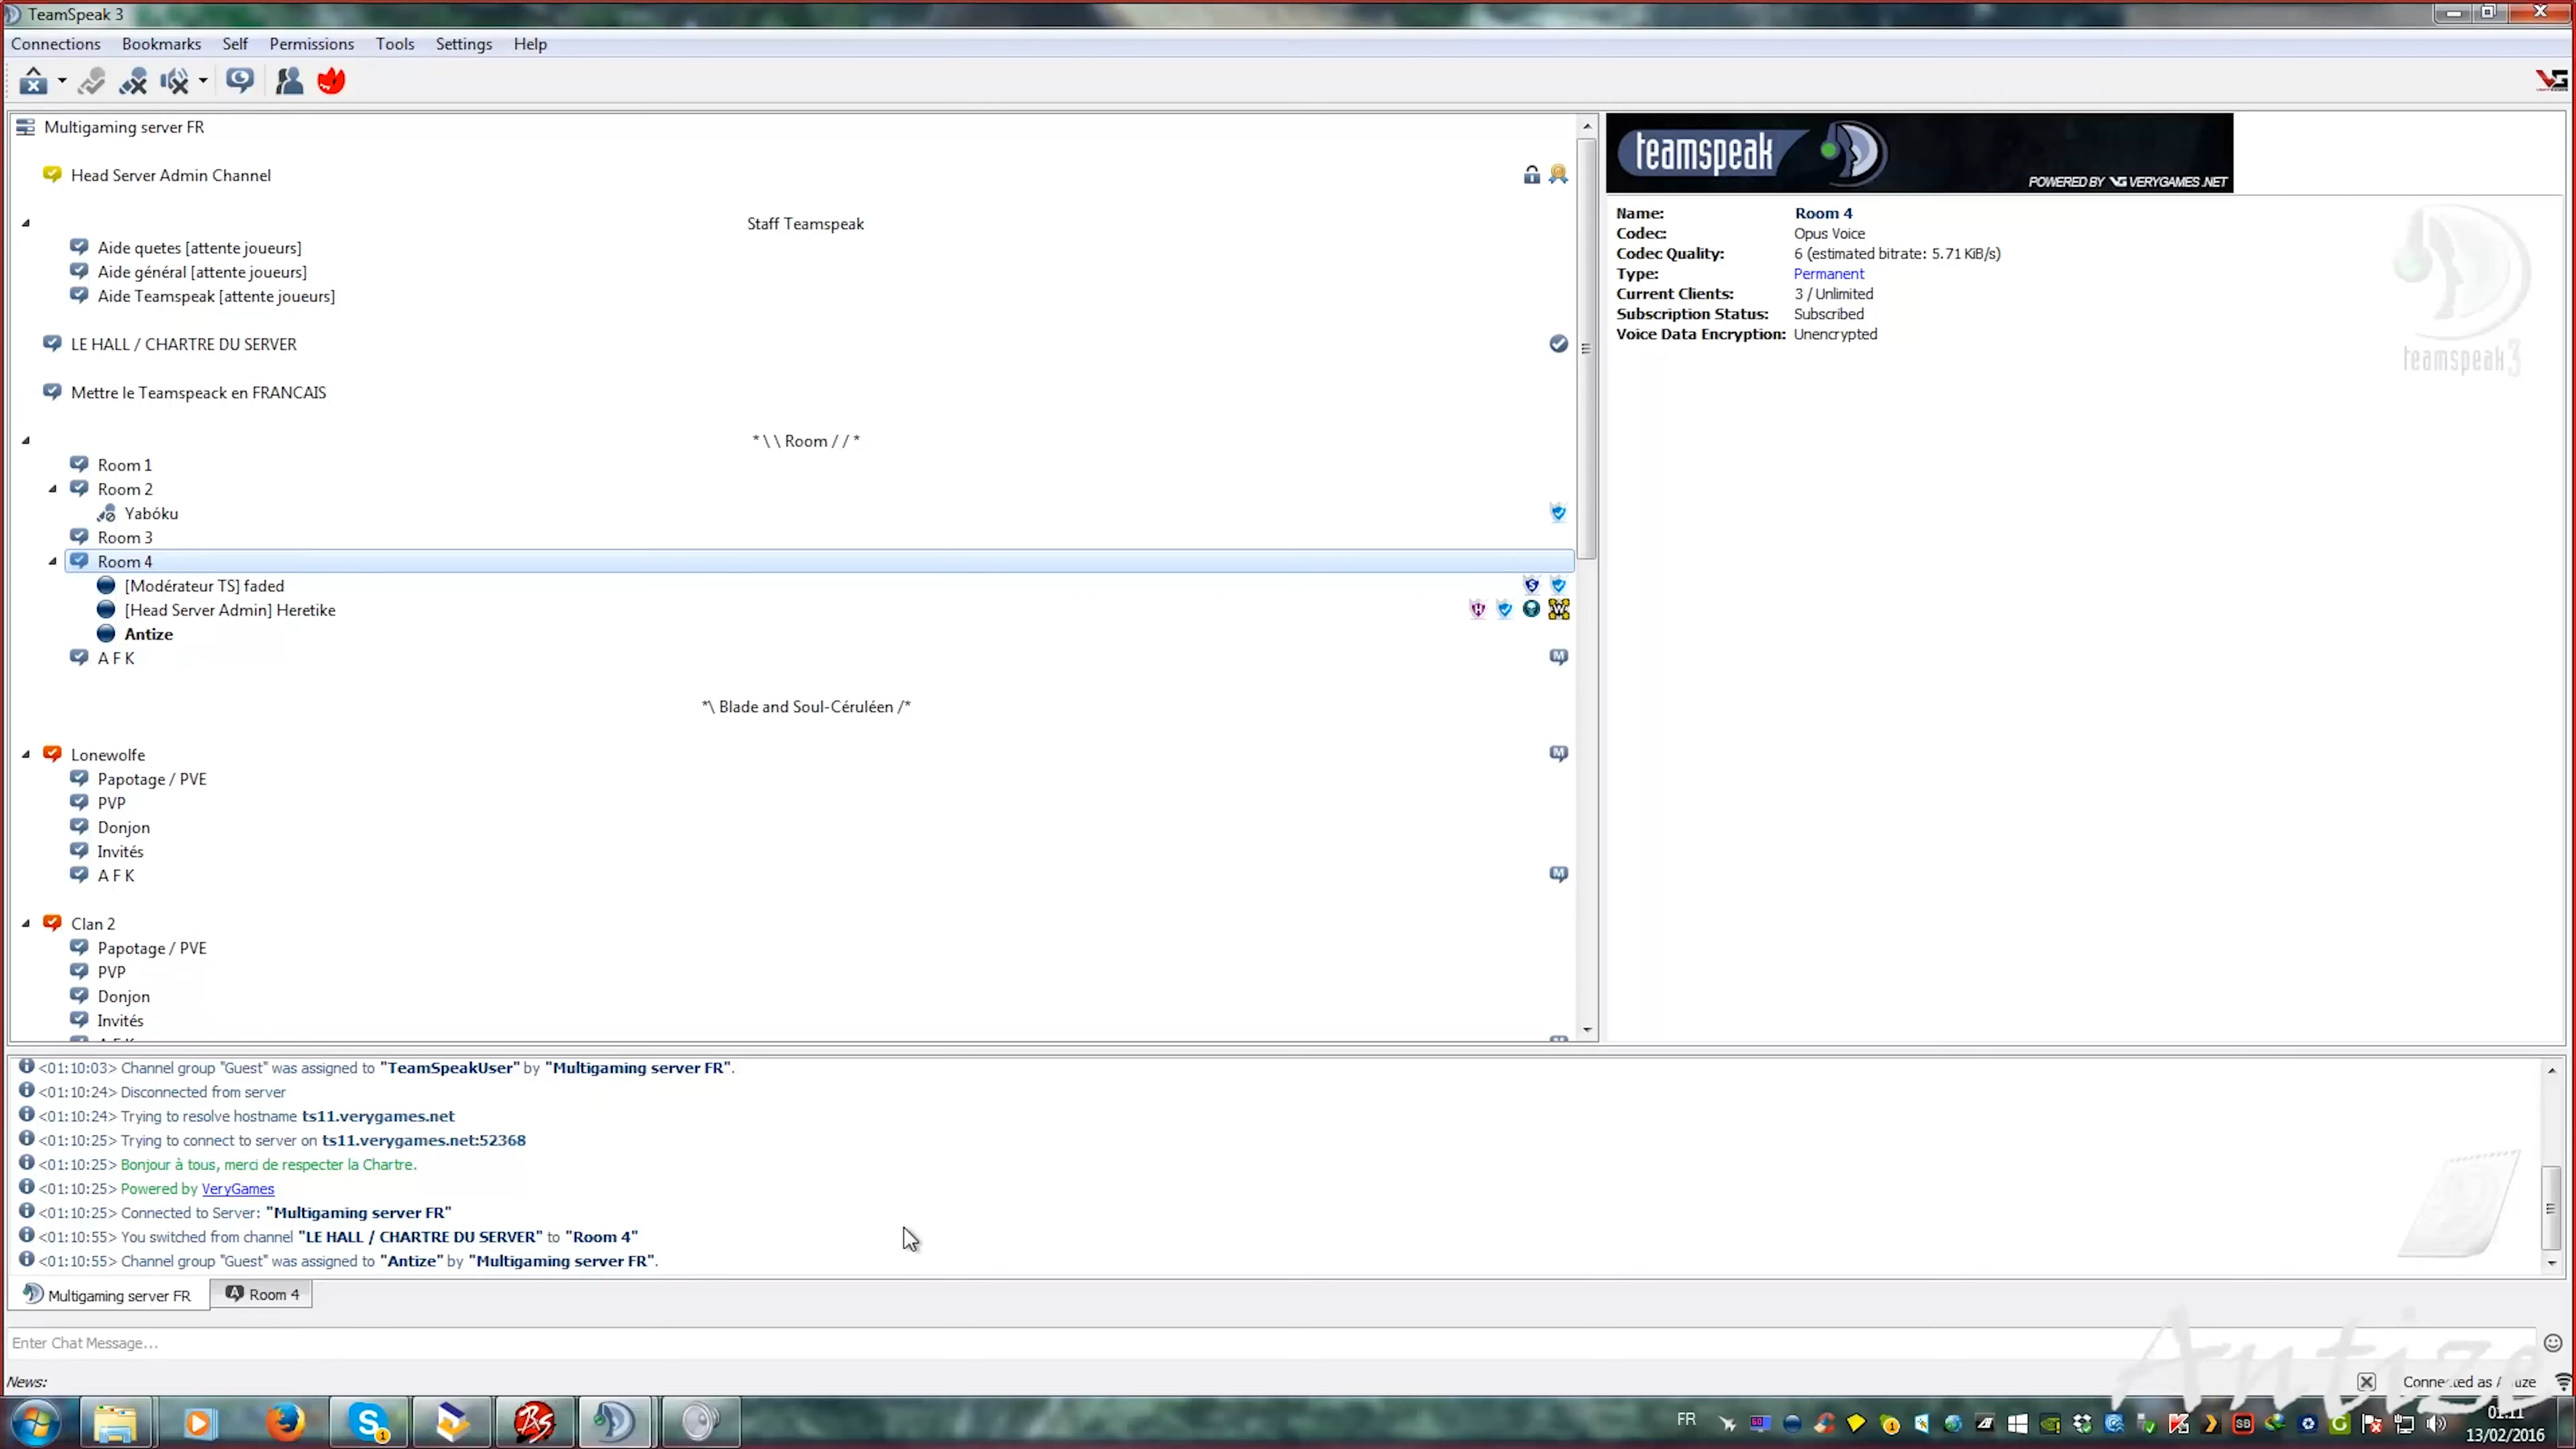 TeamSpeak 3
Connections Bookmarks Self Permissions Tools Settings Help
Multigaming server FR
Head Server Admin Channel
Staff Teamspeak
Aide quetes [attente joueurs]
Aide général [attente joueurs]
Aide Teamspeak [attente joueurs]
LE HALL / CHARTRE DU SERVER
Mettre le Teamspeack en FRANCAIS
* \ \ Room / / *
Room 1
Room 2
Yabóku
Room 3
Room 4
[Modérateur TS] faded
[Head Server Admin] Heretike
Antize
A F K
*\ Blade and Soul-Céruléen /*
Lonewolfe
Papotage / PVE
PVP
Donjon
Invités
A F K
Clan 2
Papotage / PVE
PVP
Donjon
Invités
teamspeak
POWERED BY VG VERYGAMES.NET
Name: Room 4
Codec: Opus Voice
Codec Quality: 6 (estimated bitrate: 5.71 KiB/s)
Type: Permanent
Current Clients: 3 / Unlimited
Subscription Status: Subscribed
Voice Data Encryption: Unencrypted
teamspeak 3
<01:10:03> Channel group "Guest" was assigned to "TeamSpeakUser" by "Multigaming server FR".
<01:10:24> Disconnected from server
<01:10:24> Trying to resolve hostname ts11.verygames.net
<01:10:25> Trying to connect to server on ts11.verygames.net:52368
<01:10:25> Bonjour à tous, merci de respecter la Chartre.
<01:10:25> Powered by VeryGames
<01:10:25> Connected to Server: "Multigaming server FR"
<01:10:55> You switched from channel "LE HALL / CHARTRE DU SERVER" to "Room 4"
<01:10:55> Channel group "Guest" was assigned to "Antize" by "Multigaming server FR".
Multigaming server FR Room 4
Enter Chat Message...
News:
Connected as
Antize
FR
01:11
13/02/2016